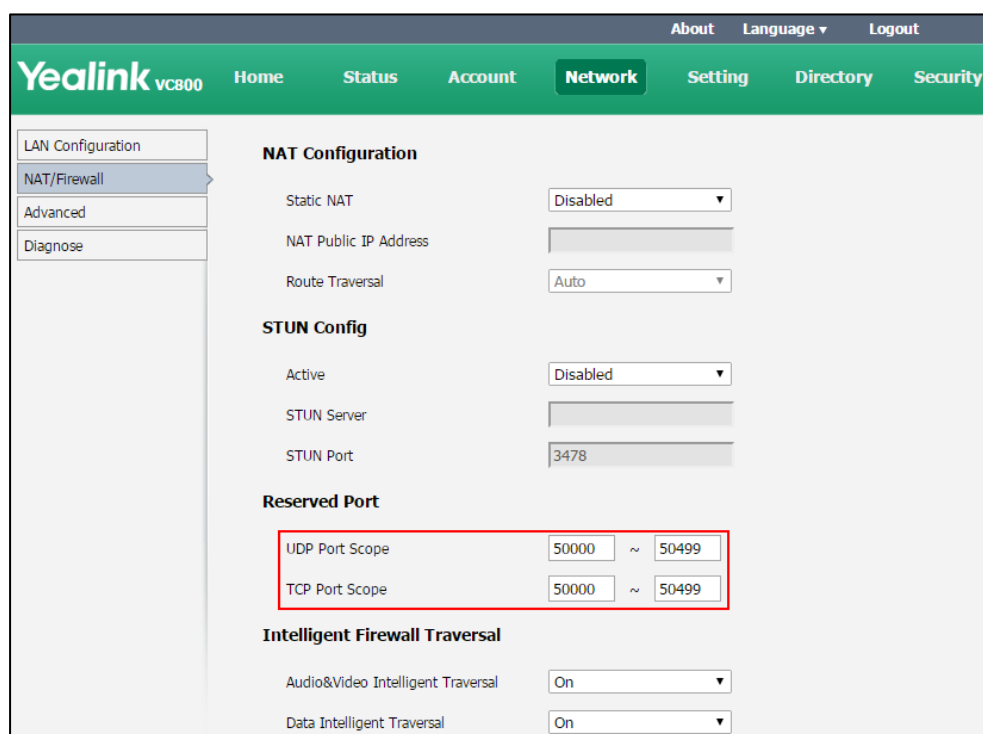 About Language ▾ Logout
Yealink VC800 Home Status Account Network Setting Directory Security
LAN Configuration
NAT/Firewall
Advanced
Diagnose
NAT Configuration
Static NAT Disabled
NAT Public IP Address
Route Traversal Auto
STUN Config
Active Disabled
STUN Server
STUN Port 3478
Reserved Port
UDP Port Scope 50000 ~ 50499
TCP Port Scope 50000 ~ 50499
Intelligent Firewall Traversal
Audio&Video Intelligent Traversal On
Data Intelligent Traversal On